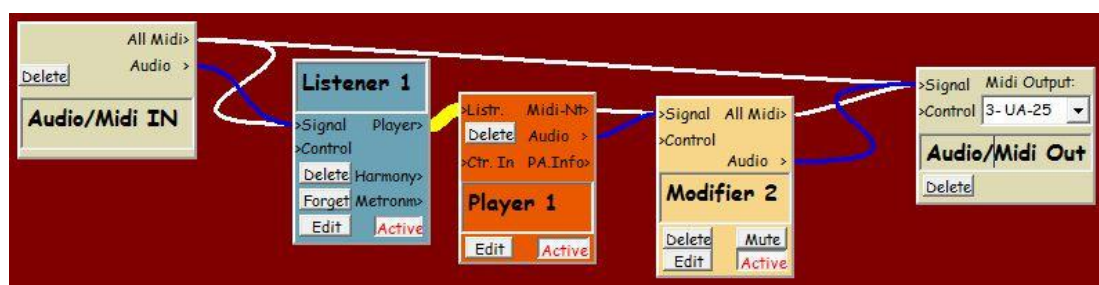 All Midi>
Audio >
Delete
Audio/Midi IN
Listener 1
>Signal Player>
>Control
Delete Harmony>
Forget Metronm>
Edit Active
>Listr. Midi-Nt>
Delete Audio >
>Ctr. In PA.Info>
Player 1
Edit Active
>Signal All Midi>
>Control
Audio >
Modifier 2
Delete Mute
Edit Active
>Signal Midi Output:
>Control 3- UA-25
Audio/Midi Out
Delete